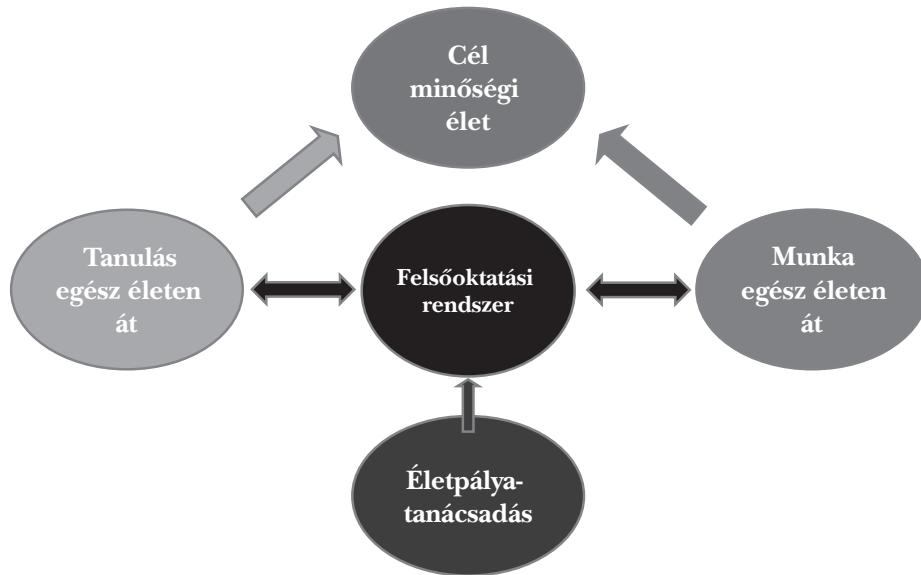 Cél
minőségi
élet
Tanulás
egész életen
át
Felsőoktatási
rendszer
Munka
egész életen
át
Életpálya-
tanácsadás